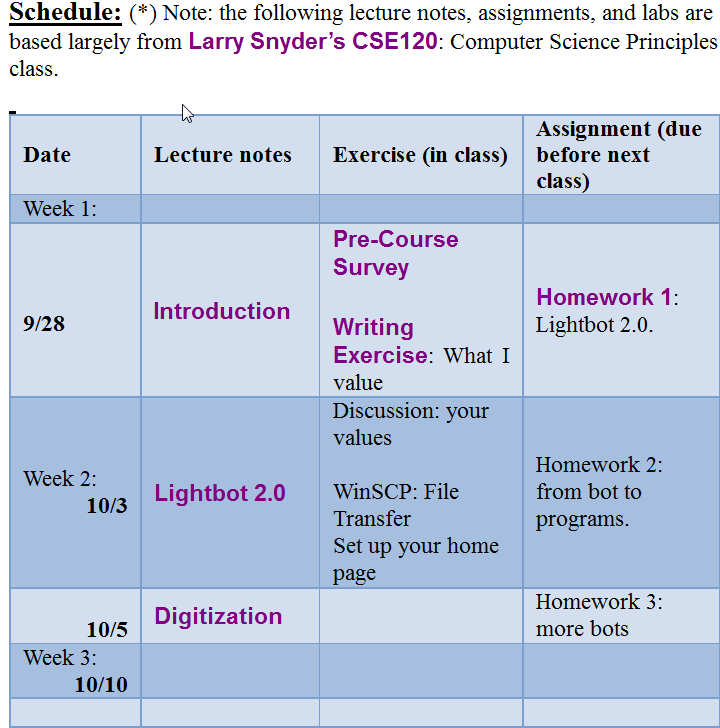 Schedule: (*) Note: the following lecture notes, assignments, and labs are
based largely from Larry Snyder’s CSE120: Computer Science Principles
class.
Date
Lecture notes
Exercise (in class)
Assignment (due
before next
class)
Week 1:
9/28
Introduction
Pre-Course
Survey
Writing
Exercise: What I
value
Homework 1:
Lightbot 2.0.
Week 2:
10/3
Lightbot 2.0
Discussion: your
values
WinSCP: File
Transfer
Set up your home
page
Homework 2:
from bot to
programs.
10/5
Digitization
Homework 3:
more bots
Week 3:
10/10